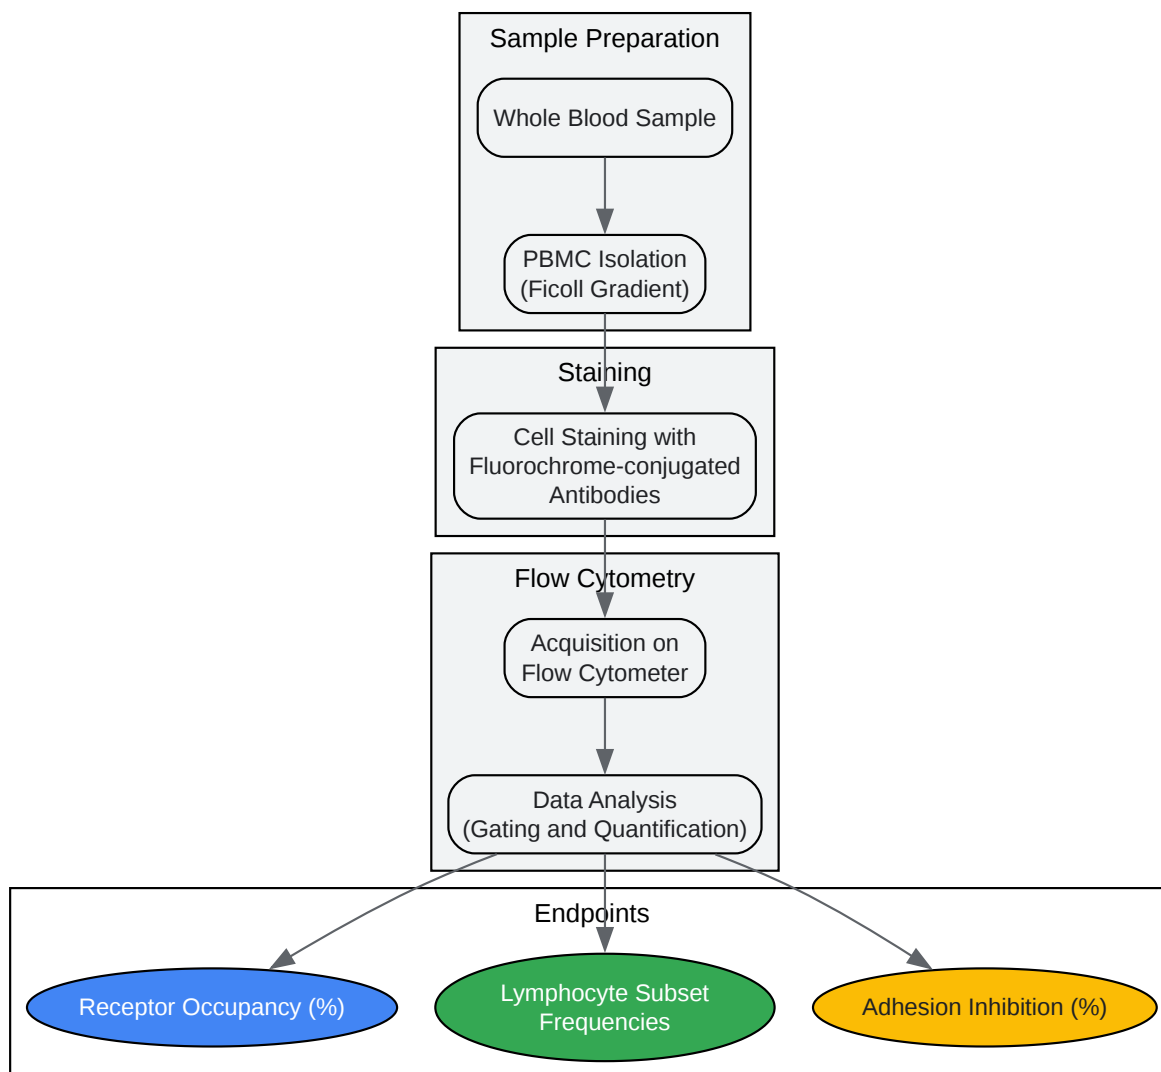 Sample Preparation
Whole Blood Sample
PBMC Isolation
(Ficoll Gradient)
Staining
Cell Staining with
Fluorochrome-conjugated
Antibodies
Flow Cytometry
Acquisition on
Flow Cytometer
Data Analysis
(Gating and Quantification)
Endpoints
Receptor Occupancy (%)
Lymphocyte Subset
Frequencies
Adhesion Inhibition (%)